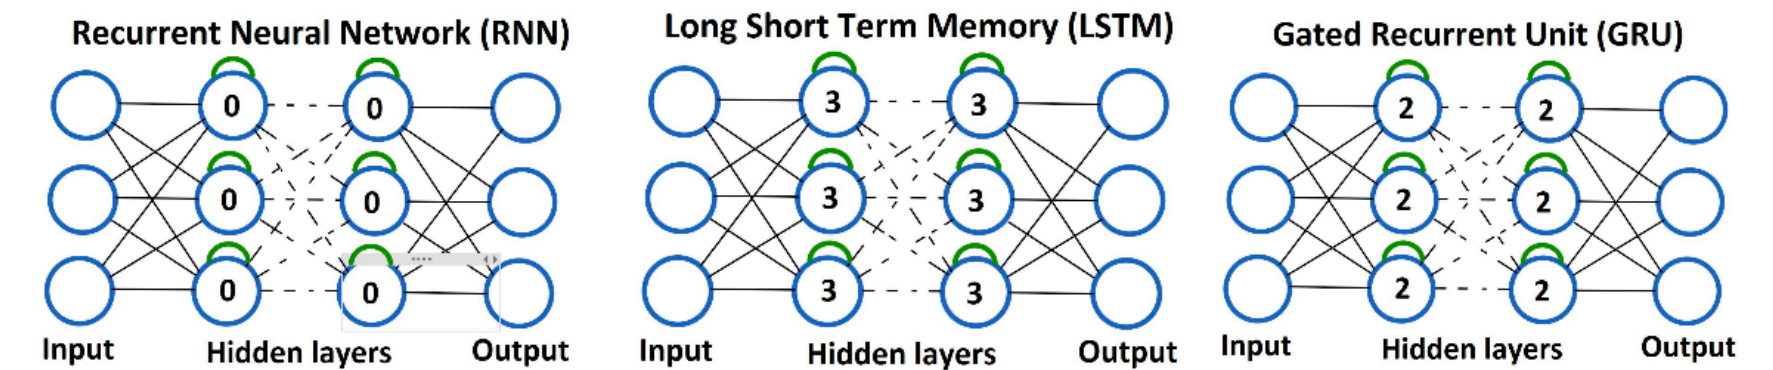 Recurrent Neural Network (RNN)
0 0
0 0
0 0
Input Hidden layers Output
Long Short Term Memory (LSTM)
3 3
3 3
3 3
Input Hidden layers Output
Gated Recurrent Unit (GRU)
2 2
2 2
2 2
Input Hidden layers Output